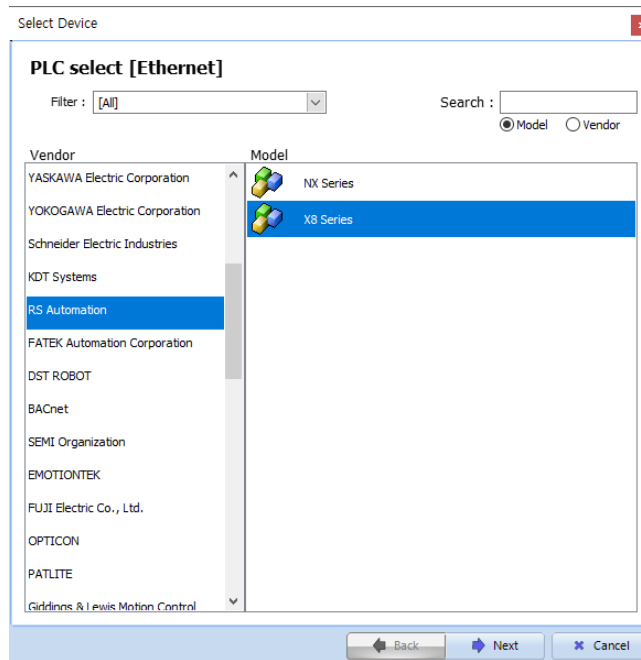 Select Device
PLC select [Ethernet]
Filter : [All]
Search :
Model Vendor
Vendor
YASKAWA Electric Corporation
YOKOGAWA Electric Corporation
Schneider Electric Industries
KDT Systems
RS Automation
FATEK Automation Corporation
DST ROBOT
BACnet
SEMI Organization
EMOTIONTEK
FUJI Electric Co., Ltd.
OPTICON
PATLITE
Giddings & Lewis Motion Control
Model
NX Series
X8 Series
Back Next Cancel